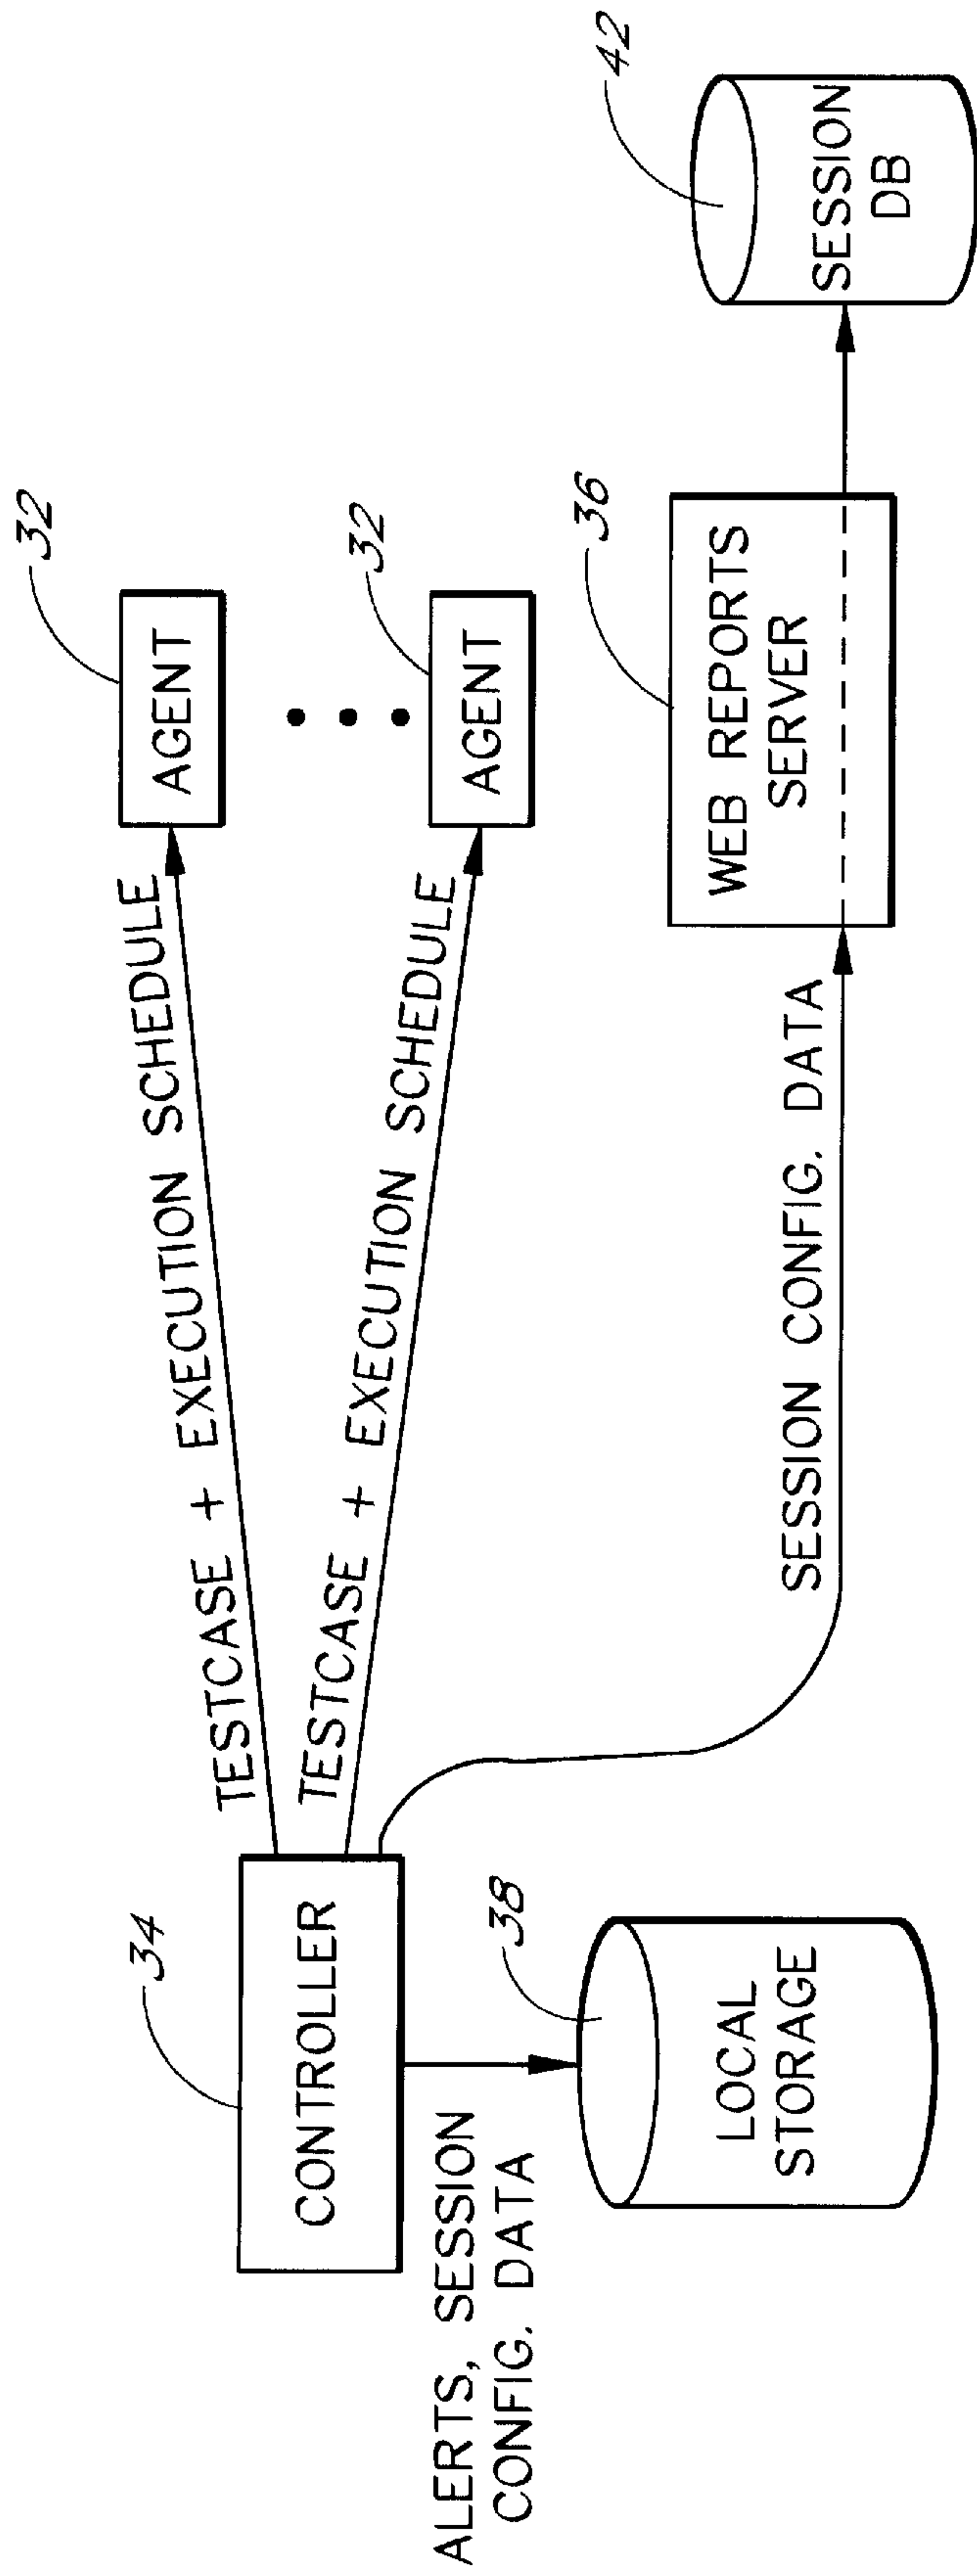 32
AGENT
TESTCASE + EXECUTION SCHEDULE
34
CONTROLLER
TESTCASE + EXECUTION SCHEDULE
32
AGENT
ALERTS, SESSION
CONFIG. DATA
38
LOCAL
STORAGE
SESSION CONFIG. DATA
36
WEB REPORTS
SERVER
42
SESSION
DB